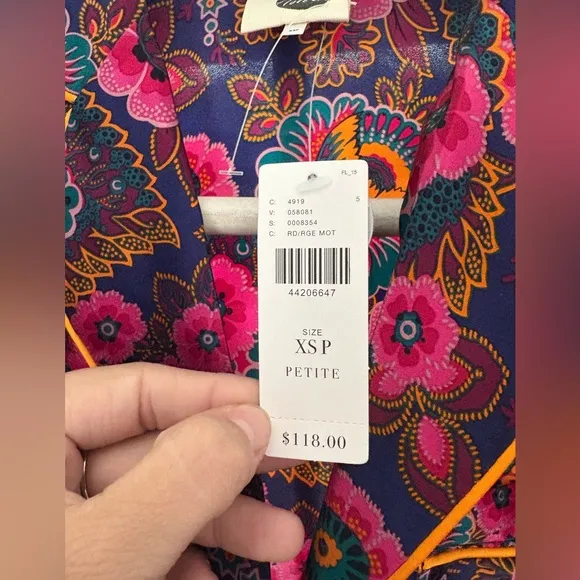 FL_15
C: 4919 5
V: 058081
S: 0008354
C: RD/RGE MOT
44206647
SIZE
XS P
PETITE
$118.00